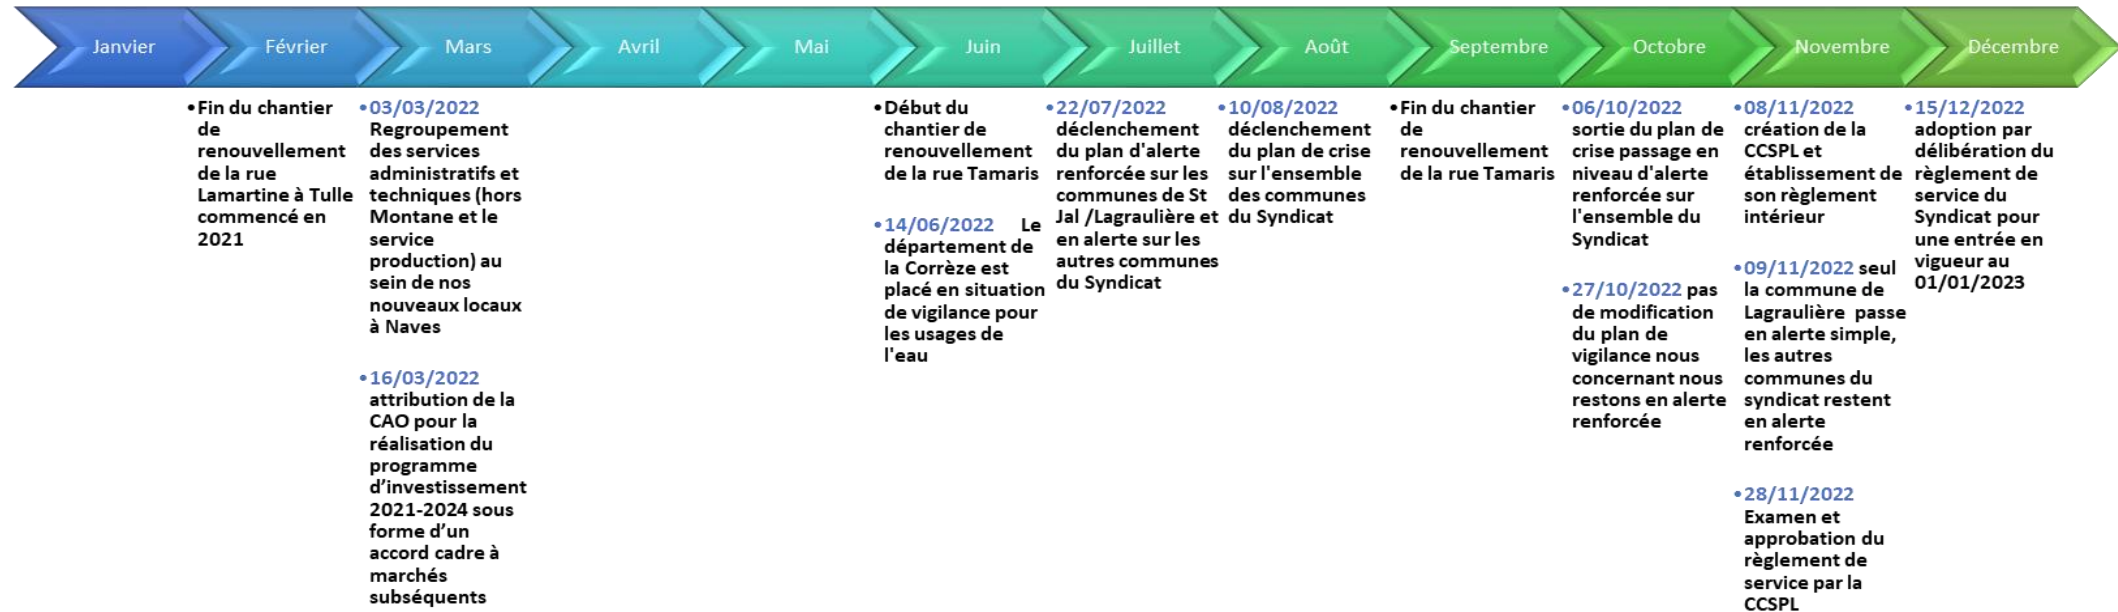 Janvier
Février
Mars
Avril
Mai
Juin
Juillet
Août
Septembre
Octobre
Novembre
Décembre
•Fin du chantier
de
renouvellement
de la rue
Lamartine à Tulle
commencé en
2021
•03/03/2022
Regroupement
des services
administratifs et
techniques (hors
Montane et le
service
production) au
sein de nos
nouveaux locaux
à Naves
•16/03/2022
attribution de la
CAO pour la
réalisation du
programme
d’investissement
2021-2024 sous
forme d’un
accord cadre à
marchés
subséquents
•Début du
chantier de
renouvellement
de la rue Tamaris
•14/06/2022 Le
département de
la Corrèze est
placé en situation
de vigilance pour
les usages de
l'eau
•22/07/2022
déclenchement
du plan d'alerte
renforcée sur les
communes de St
Jal /Lagraulière et
en alerte sur les
autres communes
du Syndicat
•10/08/2022
déclenchement
du plan de crise
sur l'ensemble
des communes
du Syndicat
•Fin du chantier
de
renouvellement
de la rue Tamaris
•06/10/2022
sortie du plan de
crise passage en
niveau d'alerte
renforcée sur
l'ensemble du
Syndicat
•27/10/2022 pas
de modification
du plan de
vigilance nous
concernant nous
restons en alerte
renforcée
•08/11/2022
création de la
CCSPL et
établissement de
son règlement
intérieur
•09/11/2022 seul
la commune de
Lagraulière passe
en alerte simple,
les autres
communes du
syndicat restent
en alerte
renforcée
•28/11/2022
Examen et
approbation du
règlement de
service par la
CCSPL
•15/12/2022
adoption par
délibération du
règlement de
service du
Syndicat pour
une entrée en
vigueur au
01/01/2023